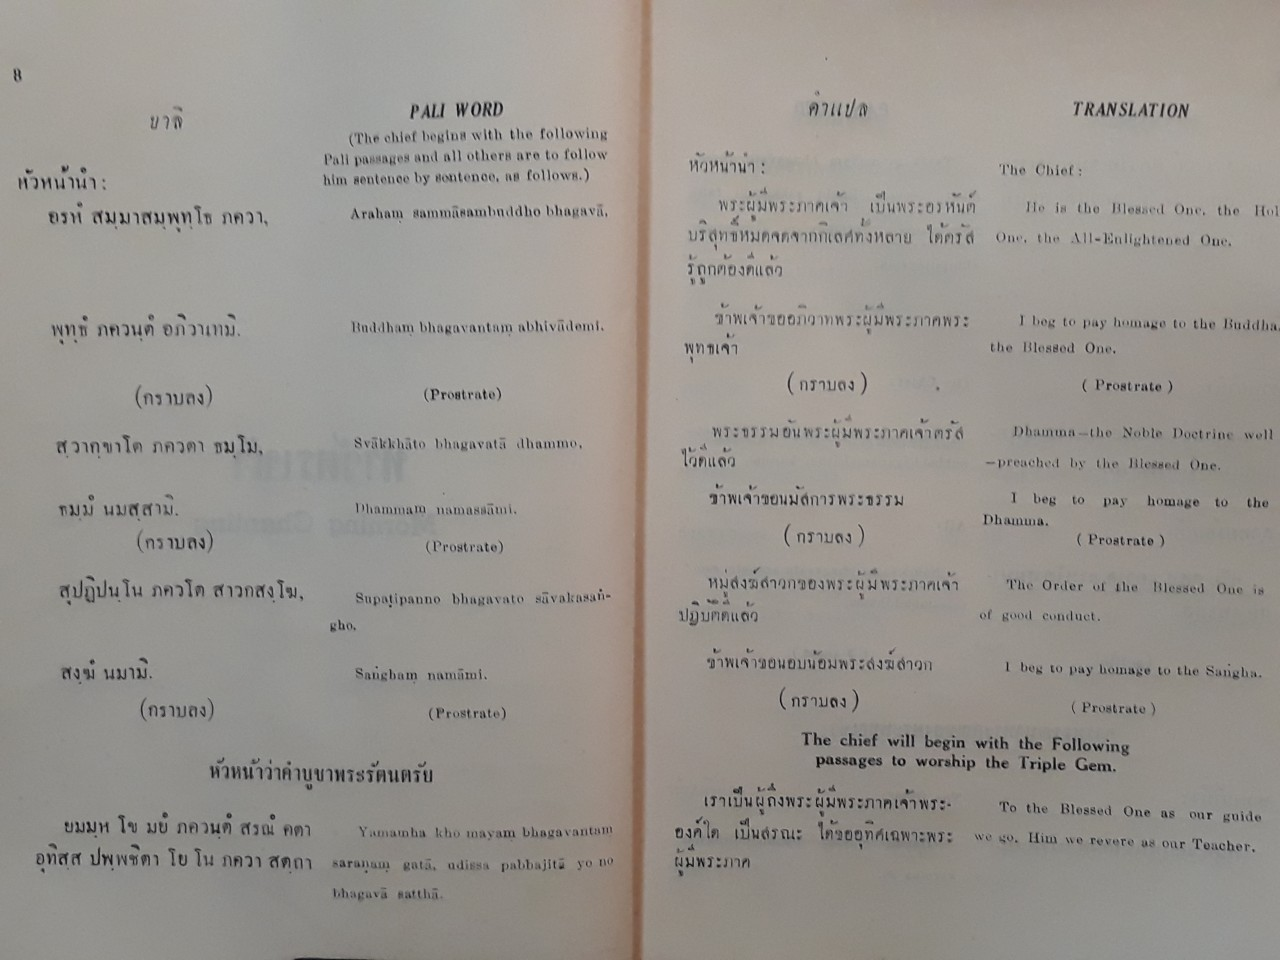 8
บาลี
หัวหน้านำ :
อรหํ สมฺมาสมฺพุทฺโธ ภควา,
พุทฺธํ ภควนฺตํ อภิวาเทมิ.
(กราบลง)
สฺวากฺขาโต ภควตา ธมฺโม,
ธมฺมํ นมสฺสามิ.
(กราบลง)
สุปฏิปนฺโน ภควโต สาวกสงฺโฆ,
สงฺฆํ นมามิ.
(กราบลง)
PALI WORD
(The chief begins with the following
Pali passages and all others are to follow
him sentence by sentence, as follows.)
Arahaṃ sammāsambuddho bhagavā,
Buddhaṃ bhagavantaṃ abhivādemi.
(Prostrate)
Svākkhāto bhagavatā dhammo,
Dhammaṃ namassāmi.
(Prostrate)
Supaṭipanno bhagavato sāvakasaṅ-
gho,
Saṅghaṃ namāmi.
(Prostrate)
หัวหน้าว่าคำบูชาพระรัตนตรัย
ยมมฺห โข มยํ ภควนฺตํ สรณํ คตา
อุทิสฺส ปพฺพชิตา โย โน ภควา สตฺถา
Yamamha kho mayaṃ bhagavantaṃ
saraṇaṃ gatā, udissa pabbajitā yo no
bhagavā satthā.
คำแปล
หัวหน้านำ :
พระผู้มีพระภาคเจ้า เป็นพระอรหันต์
บริสุทธิ์หมดจดจากกิเลศทั้งหลาย ได้ตรัส
รู้ถูกต้องดีแล้ว
ข้าพเจ้าขออภิวาทพระผู้มีพระภาคพระ
พุทธเจ้า
(กราบลง)
พระธรรมอันพระผู้มีพระภาคเจ้าตรัส
ไว้ดีแล้ว
ข้าพเจ้าขอนมัสการพระธรรม
(กราบลง)
หมู่สงฆ์สาวกของพระผู้มีพระภาคเจ้า
ปฏิบัติดีแล้ว
ข้าพเจ้าขอนอบน้อมพระสงฆ์สาวก
(กราบลง)
TRANSLATION
The Chief :
He is the Blessed One, the Hol
One, the All-Enlightened One.
I beg to pay homage to the Buddha,
the Blessed One.
( Prostrate )
Dhamma—the Noble Doctrine well
—preached by the Blessed One.
I beg to pay homage to the
Dhamma.
( Prostrate )
The Order of the Blessed One is
of good conduct.
I beg to pay homage to the Saṅgha.
( Prostrate )
The chief will begin with the Following
passages to worship the Triple Gem.
เราเป็นผู้ถึงพระผู้มีพระภาคเจ้าพระ-
องค์ใด เป็นสรณะ ได้ขออุทิศเฉพาะพระ
ผู้มีพระภาค
To the Blessed One as our guide
we go, Him we revere as our Teacher,